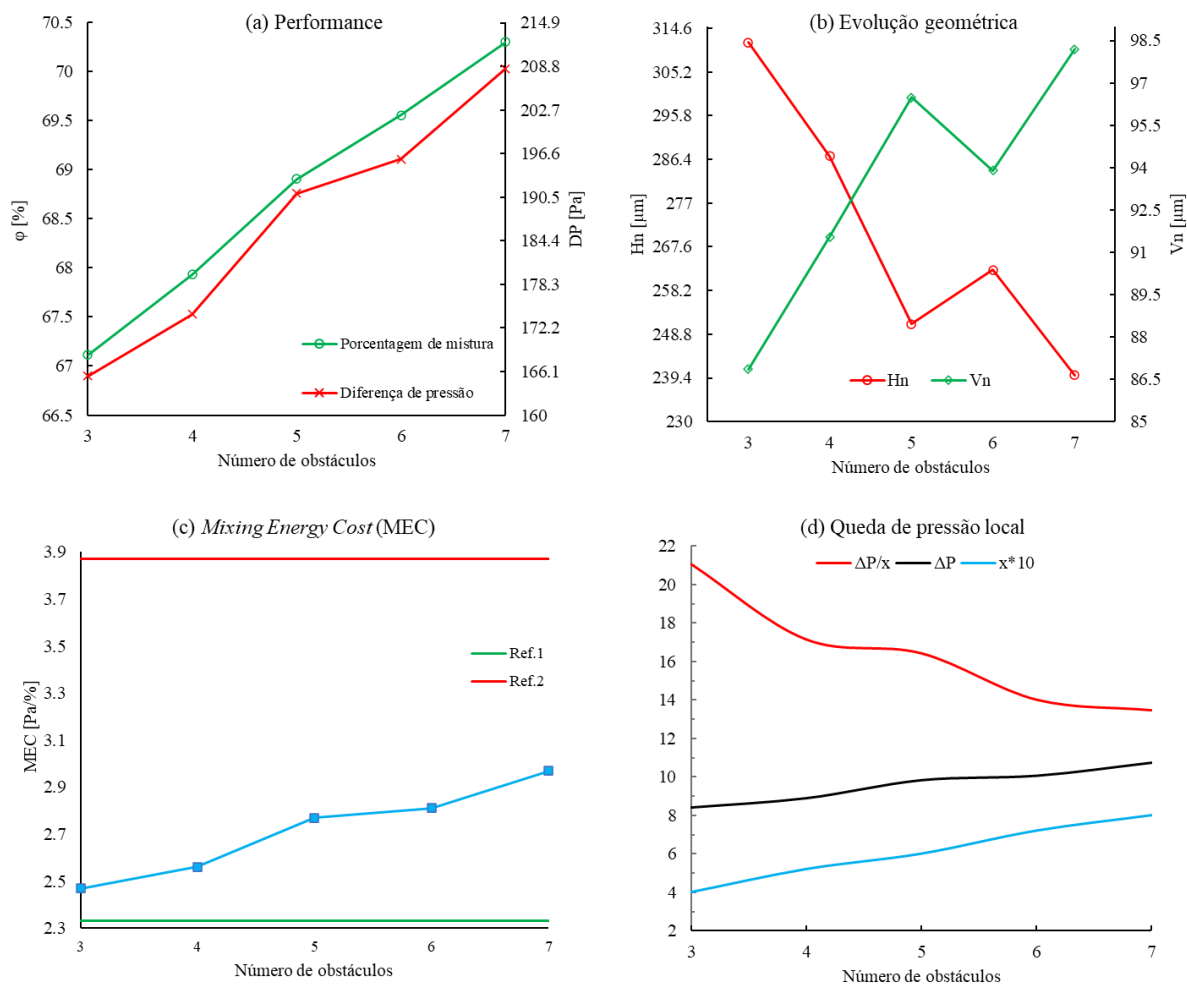 (a) Performance
70.5
70
69.5
69
68.5
68
67.5
67
66.5
φ [%]
214.9
208.8
202.7
196.6
190.5
184.4
178.3
172.2
166.1
160
DP [Pa]
Porcentagem de mistura
Diferença de pressão
3 4 5 6 7
Número de obstáculos
(b) Evolução geométrica
314.6
305.2
295.8
286.4
277
267.6
258.2
248.8
239.4
230
Hn [μm]
98.5
97
95.5
94
92.5
91
89.5
88
86.5
85
Vn [μm]
Hn Vn
3 4 5 6 7
Número de obstáculos
(c) Mixing Energy Cost (MEC)
3.9
3.7
3.5
3.3
3.1
2.9
2.7
2.5
2.3
MEC [Pa/%]
Ref.1
Ref.2
3 4 5 6 7
Número de obstáculos
(d) Queda de pressão local
ΔP/x ΔP x*10
22
20
18
16
14
12
10
8
6
4
2
3 4 5 6 7
Número de obstáculos